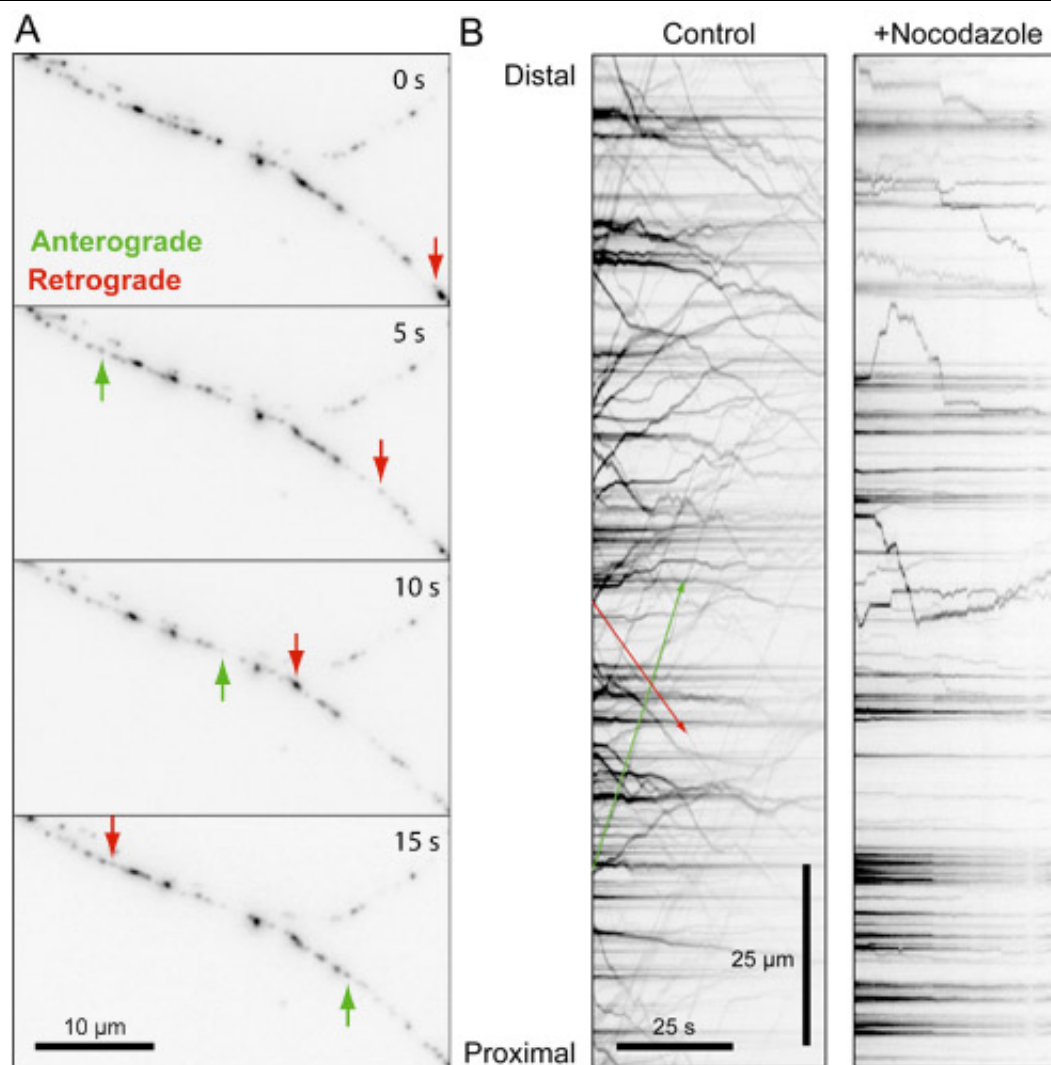 A
0 s
Anterograde
Retrograde
5 s
10 s
15 s
10 µm
B
Control
+Nocodazole
Distal
25 µm
25 s
Proximal